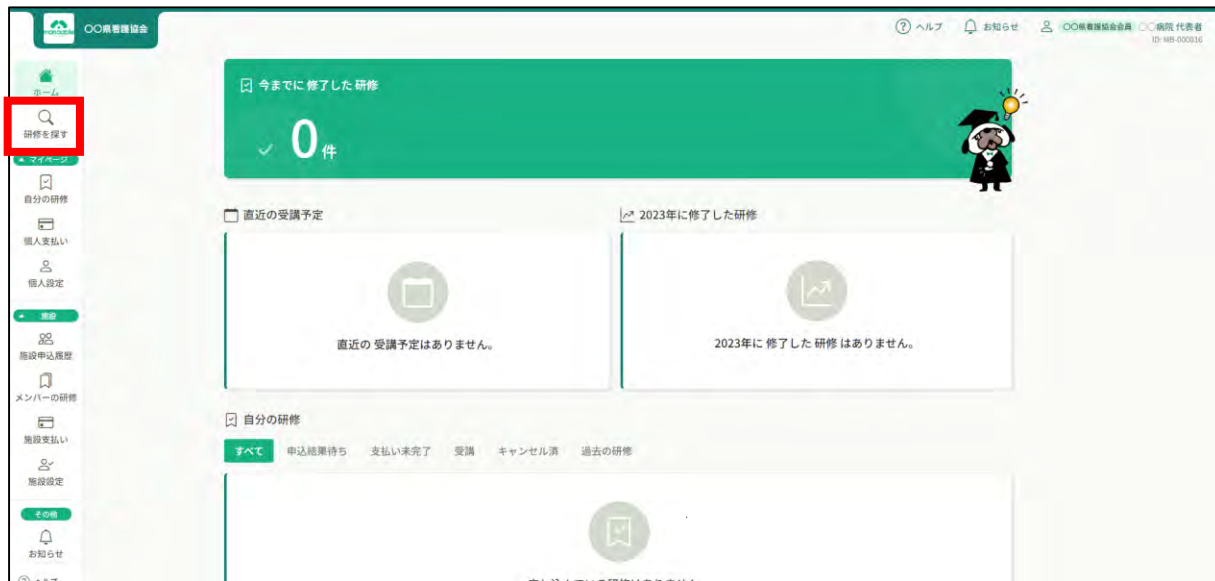 manaable
〇〇県看護協会
ヘルプ
お知らせ
〇〇県看護協会会員
〇〇病院 代表者
ID: MB-000016
ホーム
研修を探す
マイページ
自分の研修
個人支払い
個人設定
施設
施設申込履歴
メンバーの研修
施設支払い
施設設定
その他
お知らせ
今までに 修了した 研修
0件
直近の受講予定
直近の 受講予定はありません。
2023年に修了した研修
2023年に 修了した 研修 はありません。
自分の研修
すべて 申込結果待ち 支払い未完了 受講 キャンセル済 過去の研修